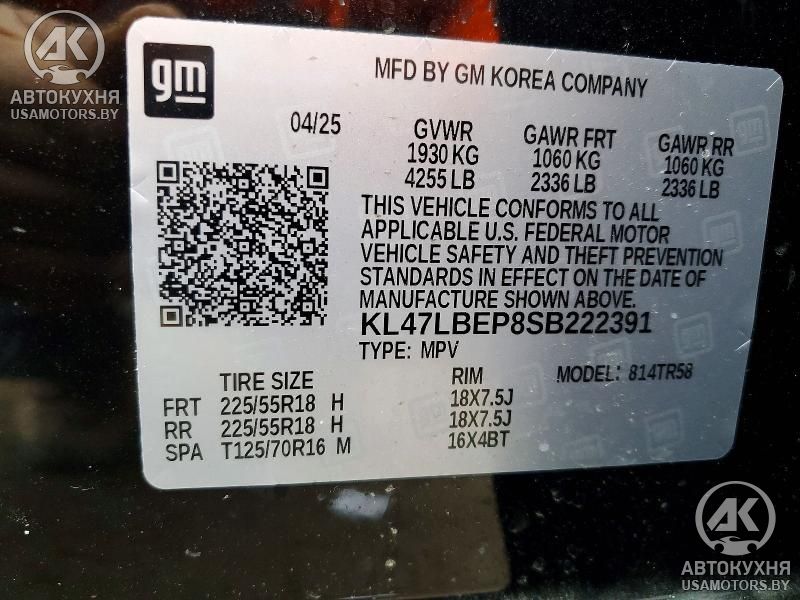 AK
АВТОКУХНЯ
USAMOTORS.BY
gm
MFD BY GM KOREA COMPANY
04/25
GVWR
1930 KG
4255 LB
GAWR FRT
1060 KG
2336 LB
GAWR RR
1060 KG
2336 LB
THIS VEHICLE CONFORMS TO ALL
APPLICABLE U.S. FEDERAL MOTOR
VEHICLE SAFETY AND THEFT PREVENTION
STANDARDS IN EFFECT ON THE DATE OF
MANUFACTURE SHOWN ABOVE.
KL47LBEP8SB222391
TYPE: MPV
MODEL: 814TR58
TIRE SIZE
RIM
FRT 225/55R18 H 18X7.5J
RR 225/55R18 H 18X7.5J
SPA T125/70R16 M 16X4BT
AK
АВТОКУХНЯ
USAMOTORS.BY